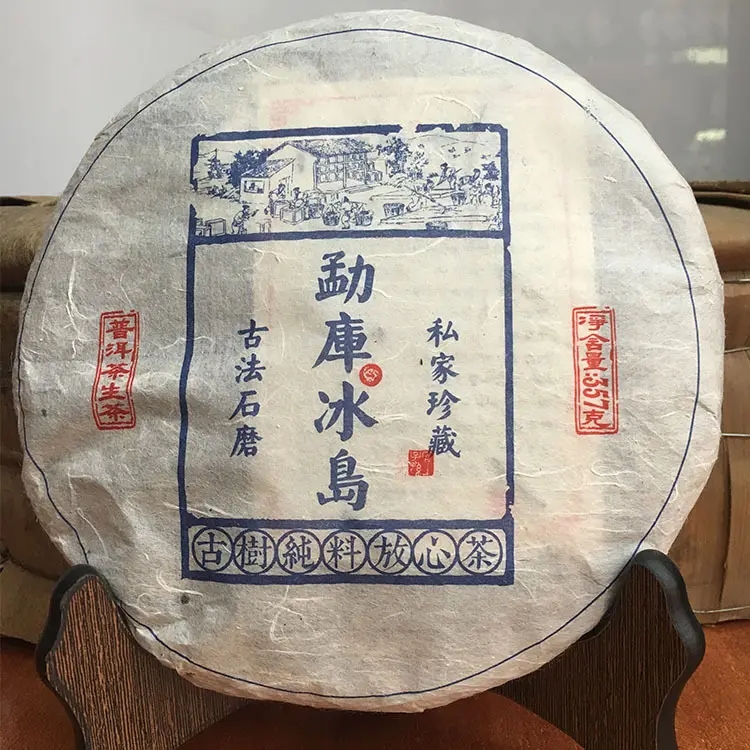 勐庫冰島
私家珍藏
古法石磨
普洱茶生茶
淨含量:357克
古樹純料放心茶